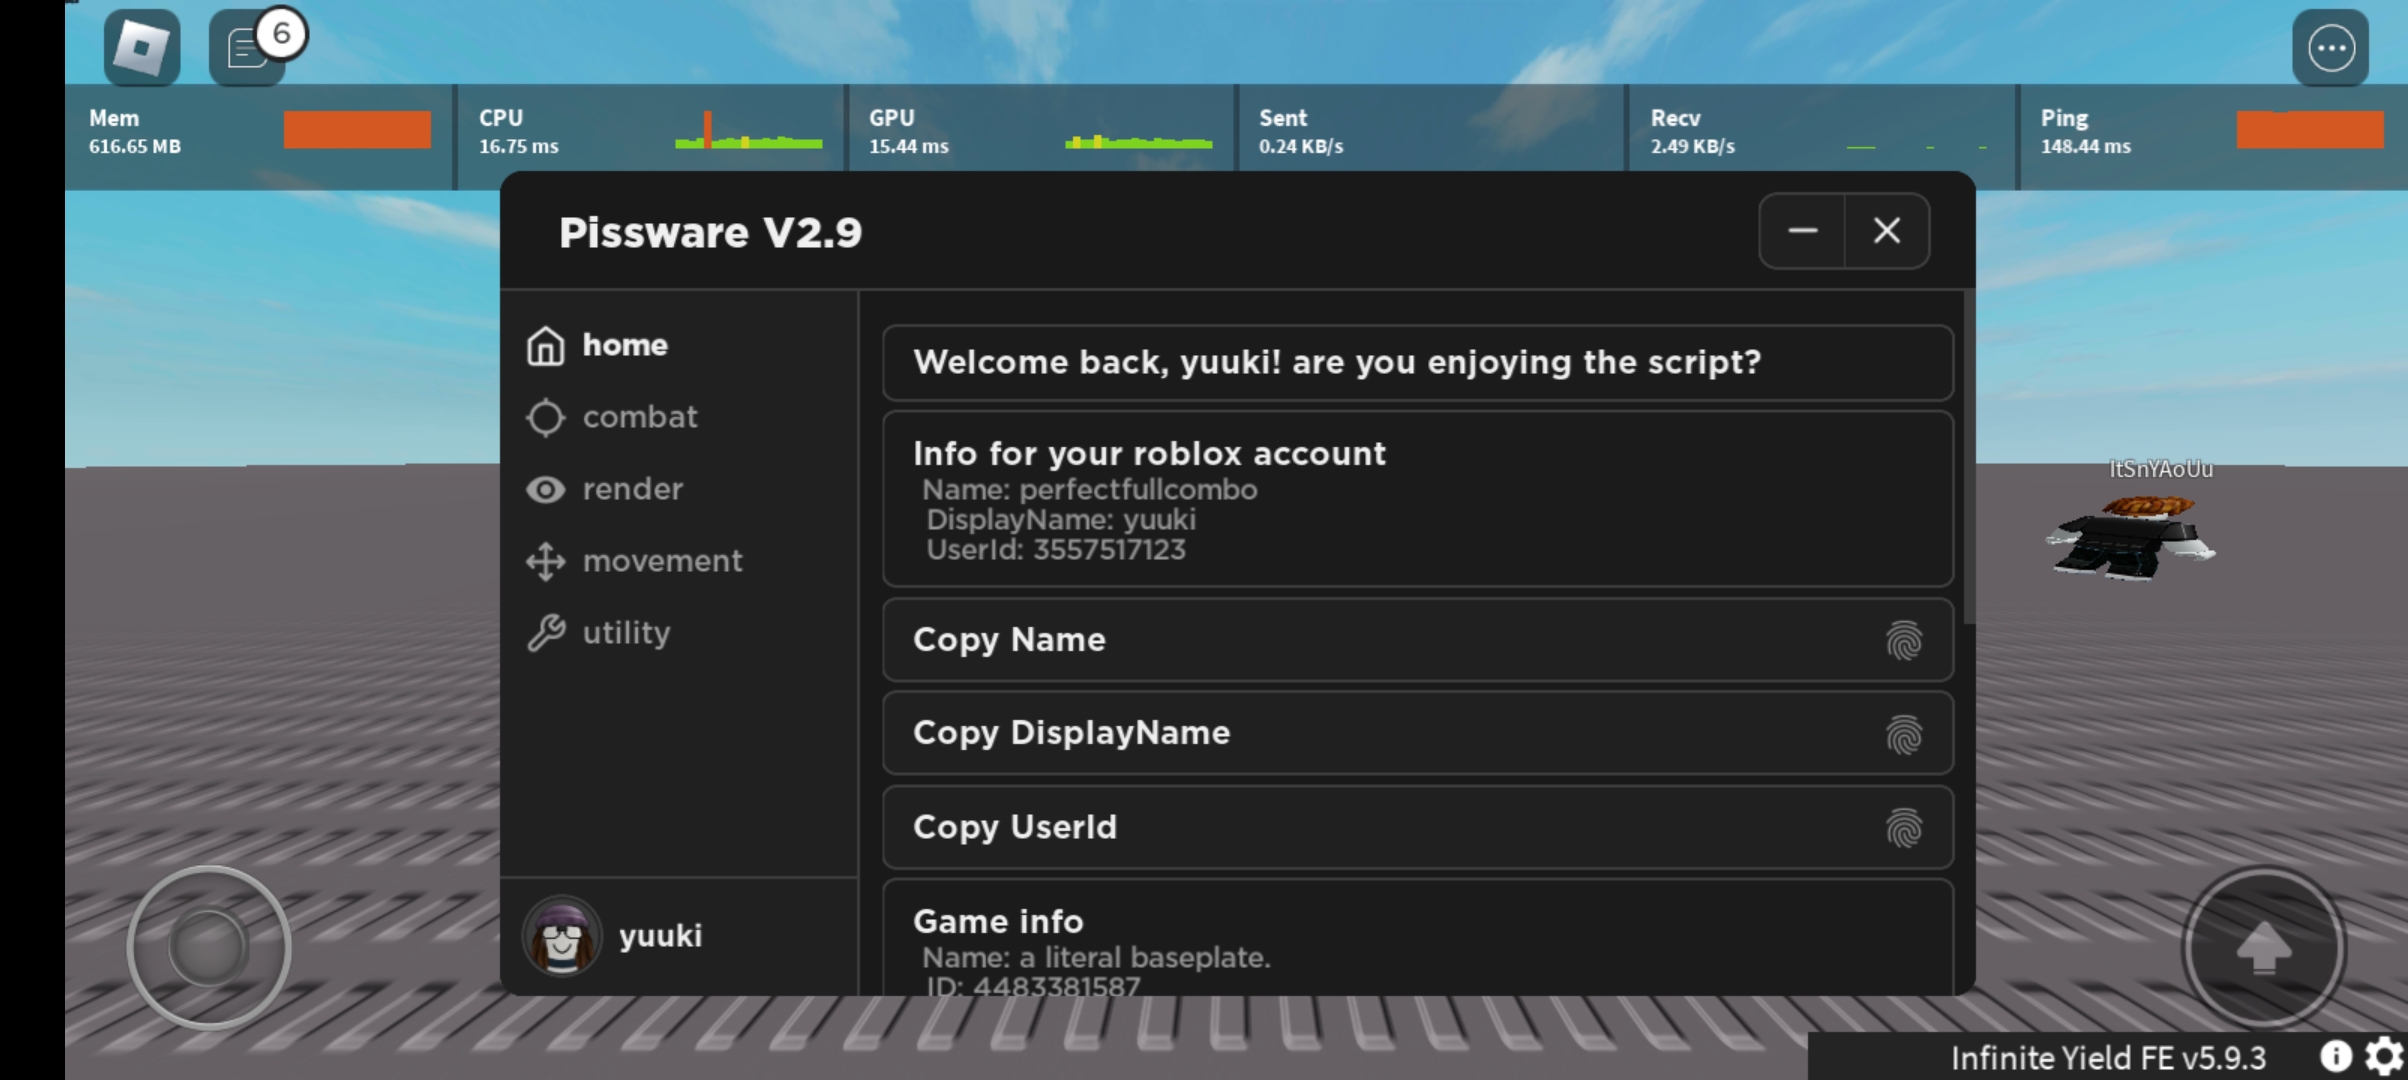 6
Mem
616.65 MB
CPU
16.75 ms
GPU
15.44 ms
Sent
0.24 KB/s
Recv
2.49 KB/s
Ping
148.44 ms
Pissware V2.9
home
combat
render
movement
utility
yuuki
Welcome back, yuuki! are you enjoying the script?
Info for your roblox account
Name: perfectfullcombo
DisplayName: yuuki
UserId: 3557517123
Copy Name
Copy DisplayName
Copy UserId
Game info
Name: a literal baseplate.
ID: 4483381587
ItSnYAoUu
Infinite Yield FE v5.9.3